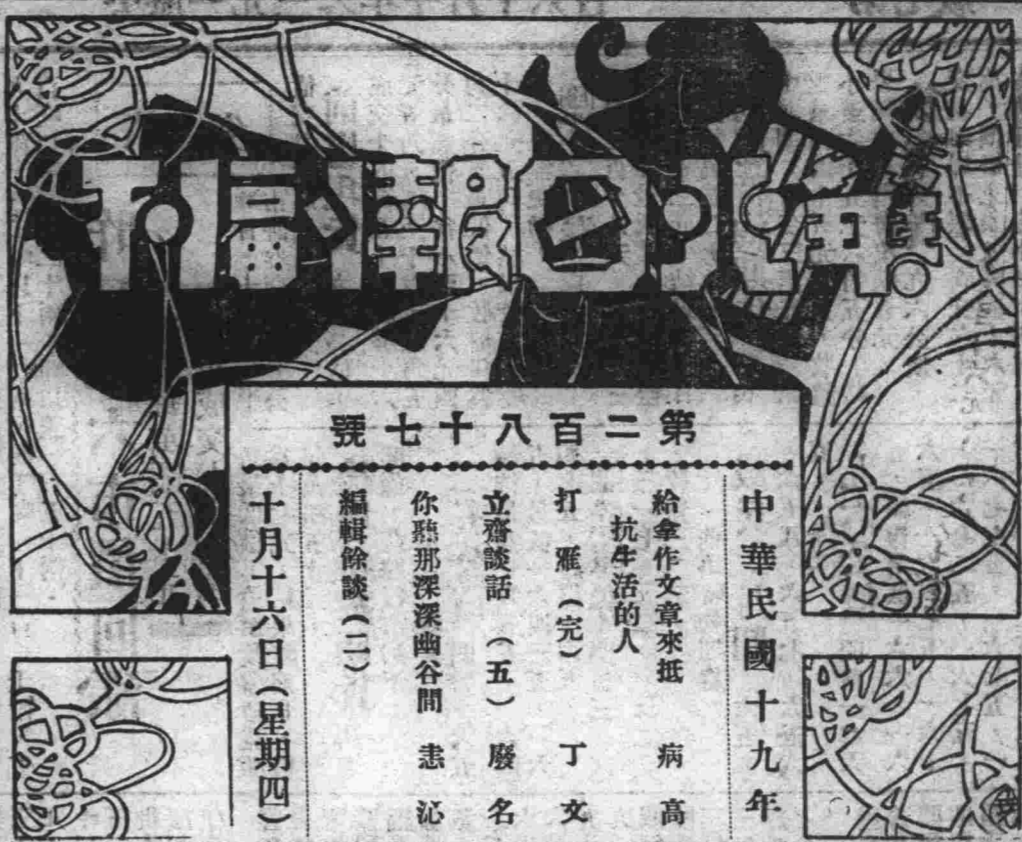 華北日報副刊
第二百八十七號
中華民國十九年
給拿作文章來抵 病高
抗生活的人
打雅（完） 丁文
立齋談話（五） 廢名
你聽那深深幽谷間 恚沁
編輯餘談（二）
十月十六日（星期四）